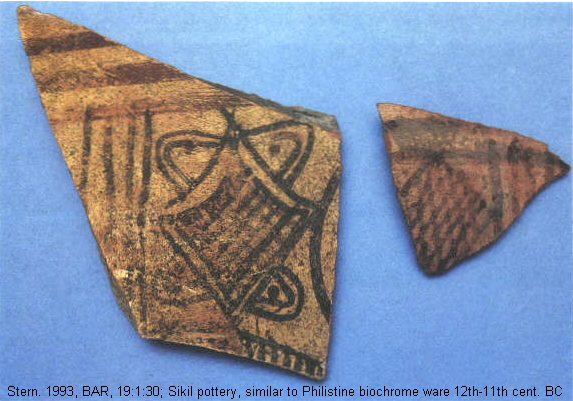 Stern. 1993, BAR, 19:1:30; Sikil pottery, similar to Philistine biochrome ware 12th-11th cent. BC